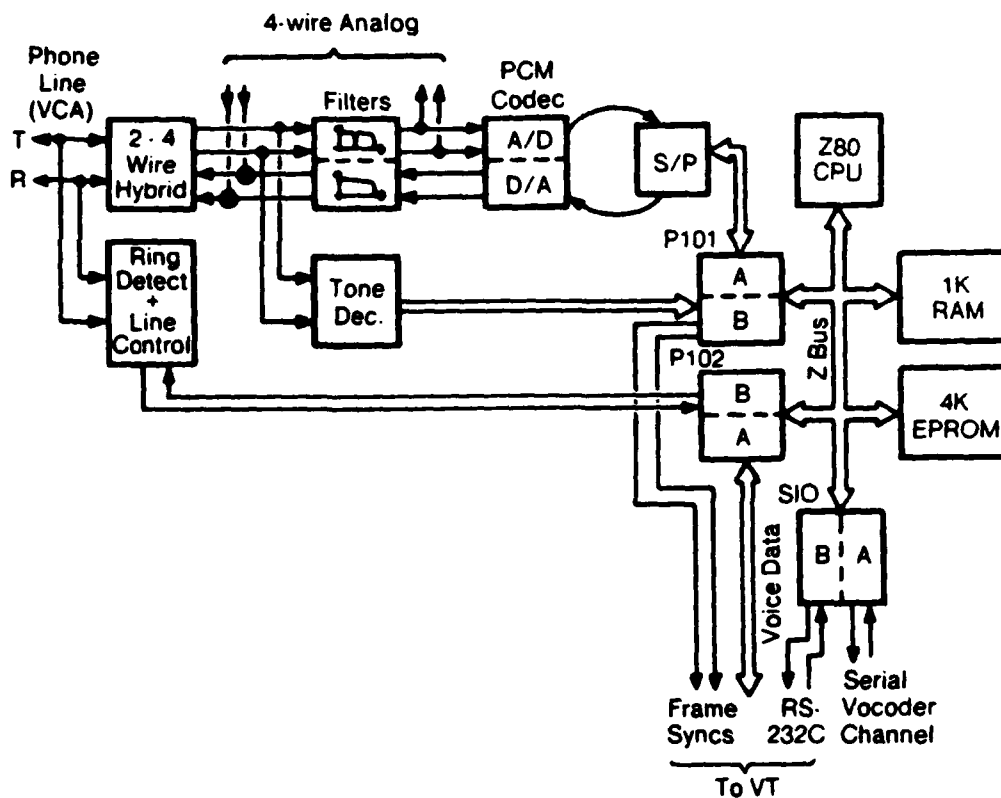 4-wire Analog
Phone
Line
(VCA)
T
R
2 - 4
Wire
Hybrid
Filters
PCM
Codec
A/D
D/A
S/P
Z80
CPU
Ring
Detect
+
Line
Control
Tone
Dec.
P101
A
B
P102
B
A
Z Bus
1K
RAM
4K
EPROM
SIO
B
A
Voice Data
Frame
Syncs
RS-
232C
Serial
Vocoder
Channel
To VT